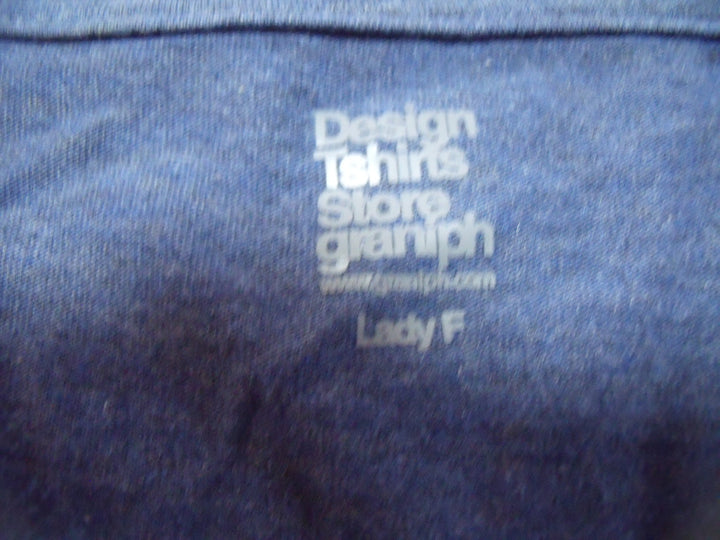 Design
Tshirts
Store
graniph
www.graniph.com
Lady F